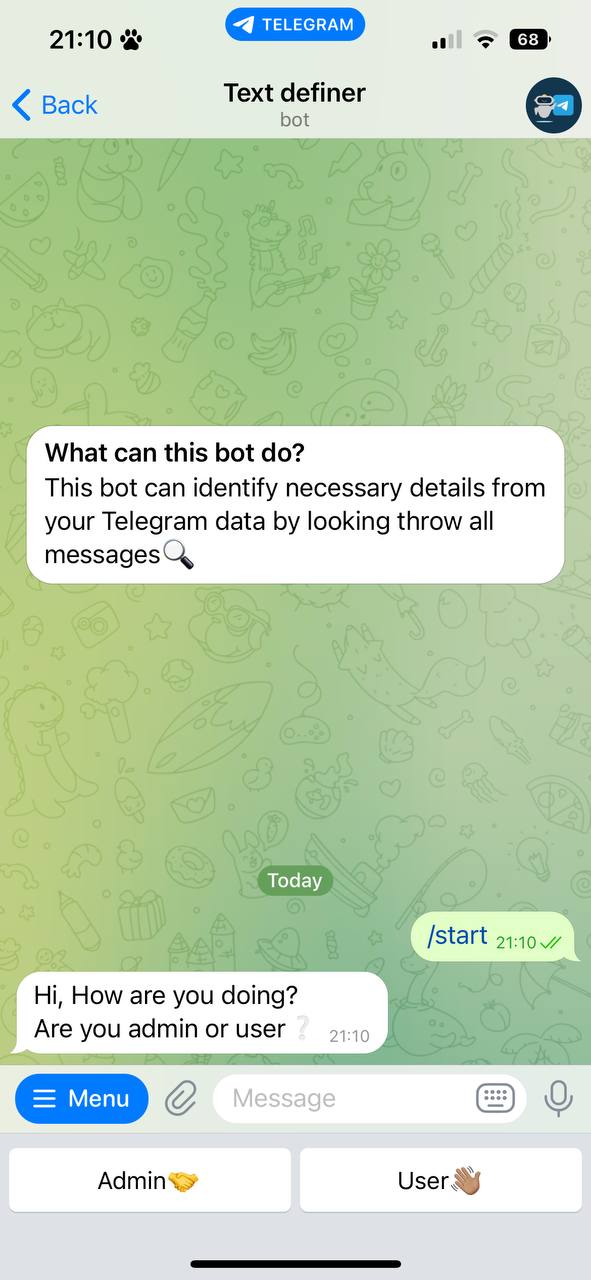 21:10
TELEGRAM
68
Back
Text definer
bot
What can this bot do?
This bot can identify necessary details from
your Telegram data by looking throw all
messages🔍
Today
/start 21:10
Hi, How are you doing?
Are you admin or user❔ 21:10
Menu
Message
Admin🤝
User👋🏽